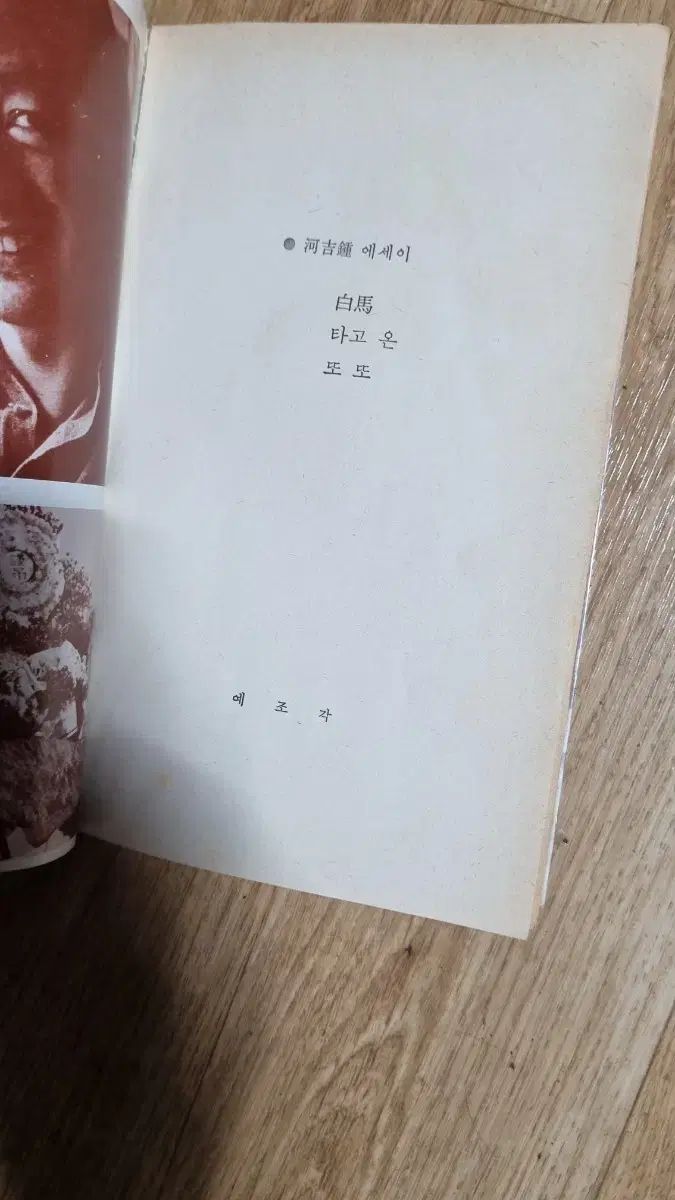 ● 河吉鍾 에세이
白馬
타고 온
또 또
예 조 각